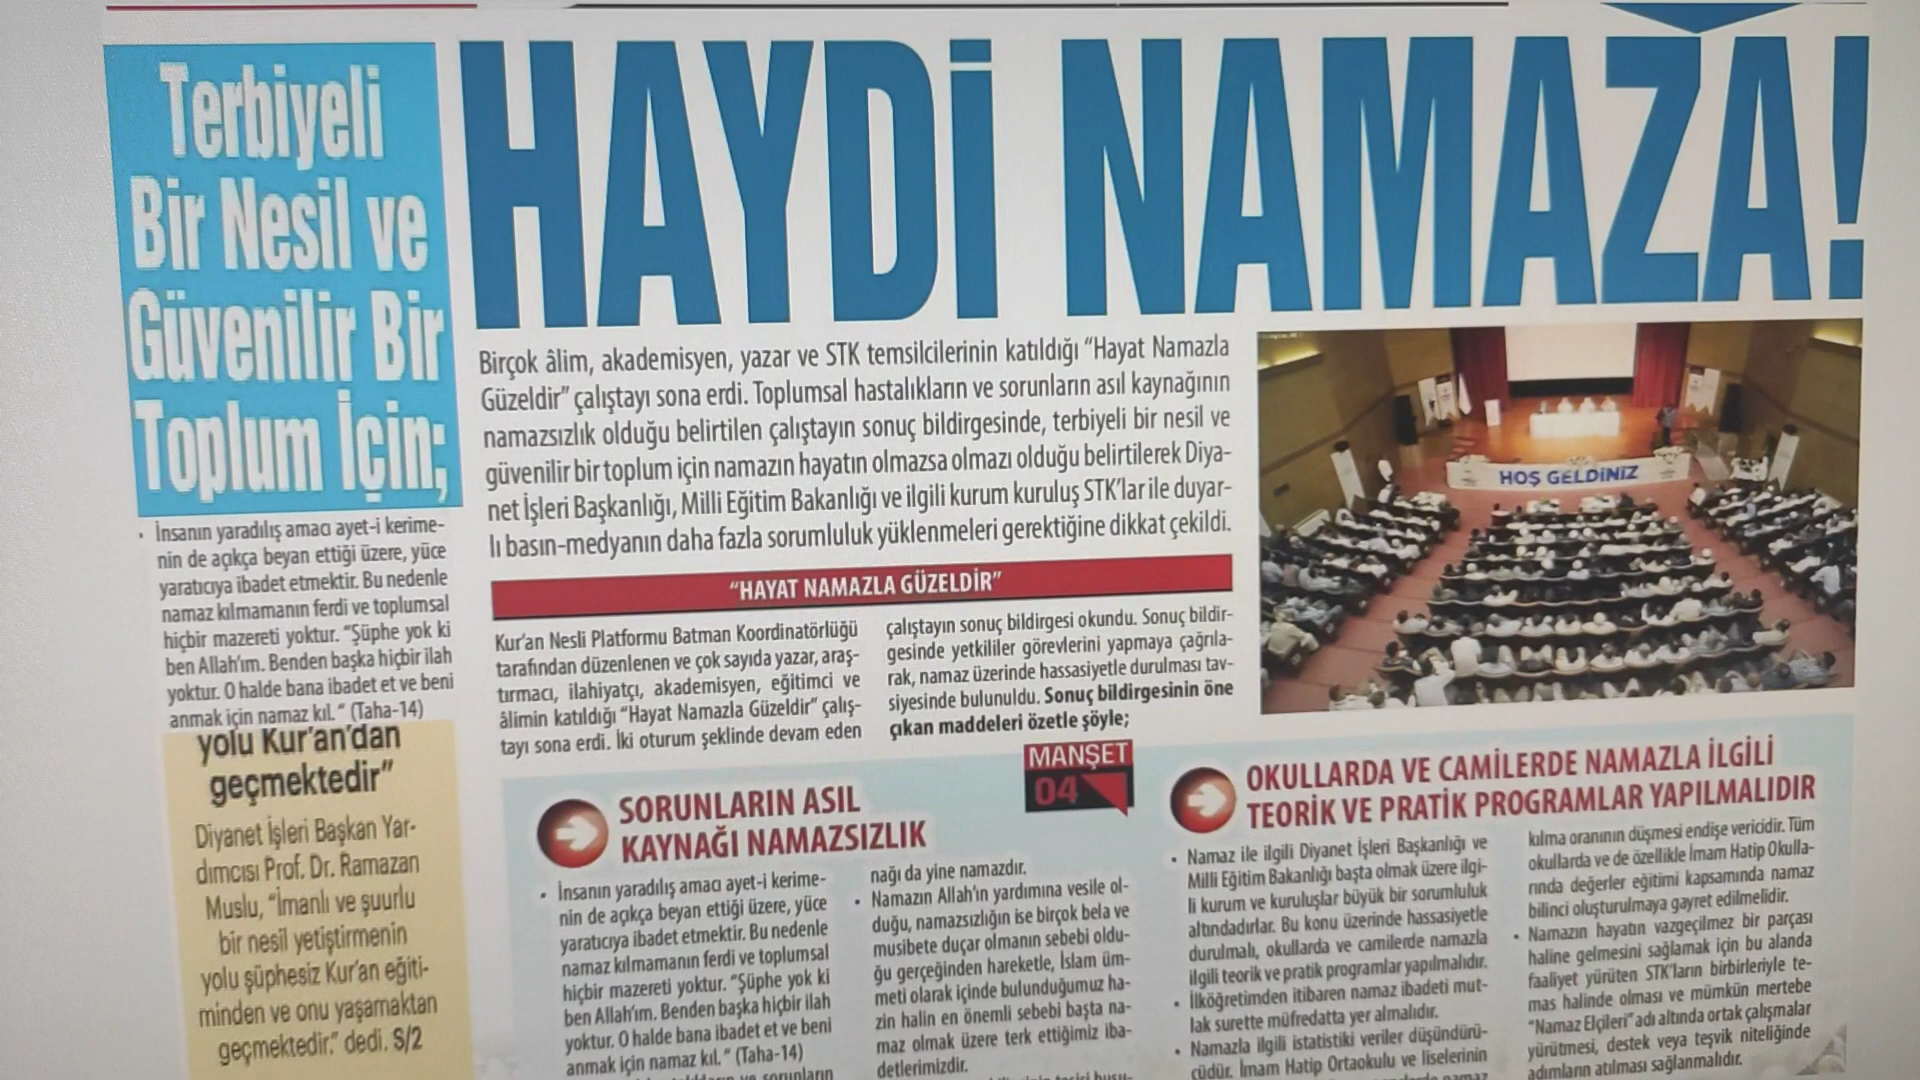 Terbiyeli
Bir Nesil ve
Güvenilir Bir
Toplum İçin;
HAYDİ NAMAZA!
• İnsanın yaradılış amacı ayet-i kerime-
nin de açıkça beyan ettiği üzere, yüce
yaratıcıya ibadet etmektir. Bu nedenle
namaz kılmamanın ferdi ve toplumsal
hiçbir mazereti yoktur. “Şüphe yok ki
ben Allah’ım. Benden başka hiçbir ilah
yoktur. O halde bana ibadet et ve beni
anmak için namaz kıl.” (Taha-14)
yolu Kur’an’dan
geçmektedir”
Diyanet İşleri Başkan Yar-
dımcısı Prof. Dr. Ramazan
Muslu, “İmanlı ve şuurlu
bir nesil yetiştirmenin
yolu şüphesiz Kur’an eğiti-
minden ve onu yaşamaktan
geçmektedir.” dedi. S/2
Birçok âlim, akademisyen, yazar ve STK temsilcilerinin katıldığı “Hayat Namazla
Güzeldir” çalıştayı sona erdi. Toplumsal hastalıkların ve sorunların asıl kaynağının
namazsızlık olduğu belirtilen çalıştayın sonuç bildirgesinde, terbiyeli bir nesil ve
güvenilir bir toplum için namazın hayatın olmazsa olmazı olduğu belirtilerek Diya-
net İşleri Başkanlığı, Milli Eğitim Bakanlığı ve ilgili kurum kuruluş STK’lar ile duyar-
lı basın-medyanın daha fazla sorumluluk yüklenmeleri gerektiğine dikkat çekildi.
HOŞ GELDİNİZ
“HAYAT NAMAZLA GÜZELDİR”
Kur’an Nesli Platformu Batman Koordinatörlüğü
tarafından düzenlenen ve çok sayıda yazar, araş-
tırmacı, ilahiyatçı, akademisyen, eğitimci ve
âlimin katıldığı “Hayat Namazla Güzeldir” çalış-
tayı sona erdi. İki oturum şeklinde devam eden
çalıştayın sonuç bildirgesi okundu. Sonuç bildir-
gesinde yetkililer görevlerini yapmaya çağrıla-
rak, namaz üzerinde hassasiyetle durulması tav-
siyesinde bulunuldu. Sonuç bildirgesinin öne
çıkan maddeleri özetle şöyle;
MANŞET
04
SORUNLARIN ASIL
KAYNAĞI NAMAZSIZLIK
• İnsanın yaradılış amacı ayet-i kerime-
nin de açıkça beyan ettiği üzere, yüce
yaratıcıya ibadet etmektir. Bu nedenle
namaz kılmamanın ferdi ve toplumsal
hiçbir mazereti yoktur. “Şüphe yok ki
ben Allah’ım. Benden başka hiçbir ilah
yoktur. O halde bana ibadet et ve beni
anmak için namaz kıl.” (Taha-14)
nağı da yine namazdır.
• Namazın Allah’ın yardımına vesile ol-
duğu, namazsızlığın ise birçok bela ve
musibete duçar olmanın sebebi oldu-
ğu gerçeğinden hareketle, İslam üm-
meti olarak içinde bulunduğumuz ha-
zin halin en önemli sebebi başta na-
maz olmak üzere terk ettiğimiz iba-
detlerimizdir.
OKULLARDA VE CAMİLERDE NAMAZLA İLGİLİ
TEORİK VE PRATİK PROGRAMLAR YAPILMALIDIR
• Namaz ile ilgili Diyanet İşleri Başkanlığı ve
Milli Eğitim Bakanlığı başta olmak üzere ilgi-
li kurum ve kuruluşlar büyük bir sorumluluk
altındadırlar. Bu konu üzerinde hassasiyetle
durulmalı, okullarda ve camilerde namazla
ilgili teorik ve pratik programlar yapılmalıdır.
• İlköğretimden itibaren namaz ibadeti mut-
lak surette müfredatta yer almalıdır.
• Namazla ilgili istatistiki veriler düşündürü-
cüdür. İmam Hatip Ortaokulu ve liselerinin
kılma oranının düşmesi endişe vericidir. Tüm
okullarda ve de özellikle İmam Hatip Okulla-
rında değerler eğitimi kapsamında namaz
bilinci oluşturulmaya gayret edilmelidir.
• Namazın hayatın vazgeçilmez bir parçası
haline gelmesini sağlamak için bu alanda
faaliyet yürüten STK’ların birbirleriyle te-
mas halinde olması ve mümkün mertebe
“Namaz Elçileri” adı altında ortak çalışmalar
yürütmesi, destek veya teşvik niteliğinde
adımların atılması sağlanmalıdır.